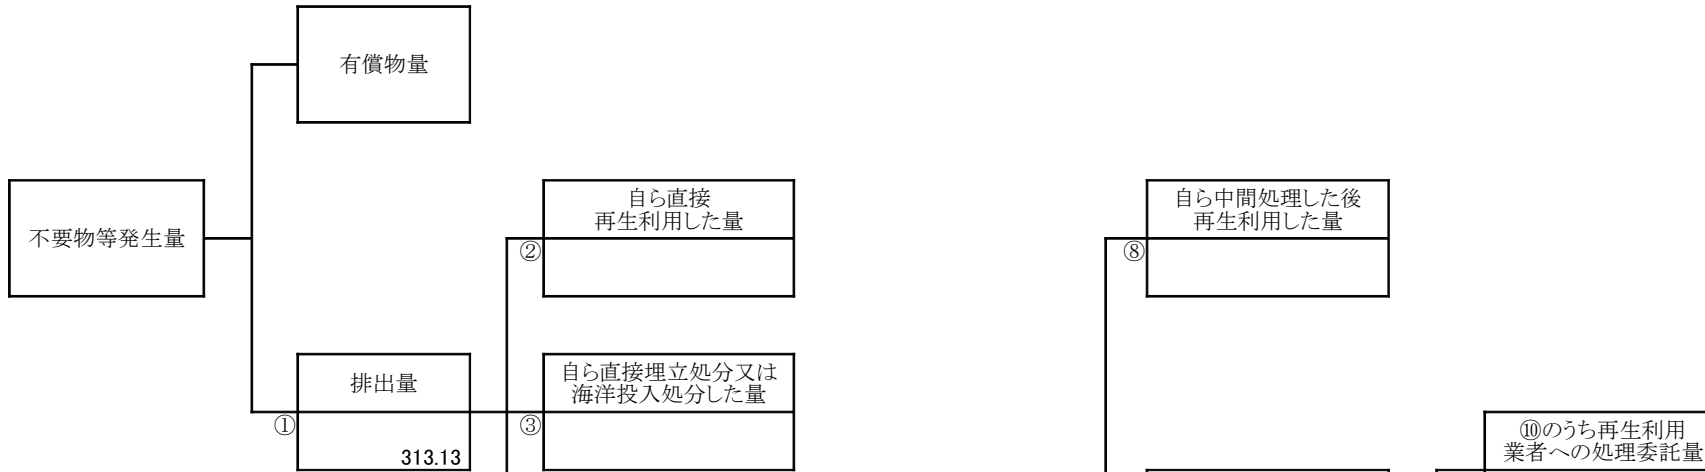 有償物量
不要物等発生量
自ら直接
再生利用した量
②
自ら中間処理した後
再生利用した量
⑧
排出量
①
313.13
自ら直接埋立処分又は
海洋投入処分した量
③
⑩のうち再生利用
業者への処理委託量